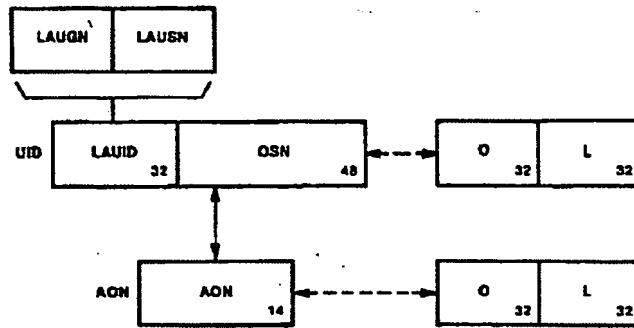 LAUGN LAUSN
UID LAUID 32 OSN 48 O 32 L 32
AON AON 14 O 32 L 32